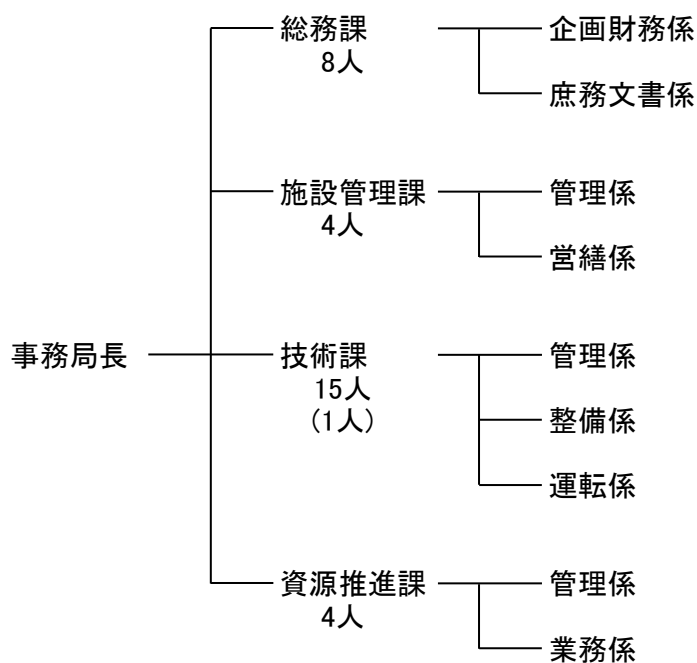 総務課
8人
企画財務係
庶務文書係
施設管理課
4人
管理係
営繕係
事務局長
技術課
15人
(1人)
管理係
整備係
運転係
資源推進課
4人
管理係
業務係